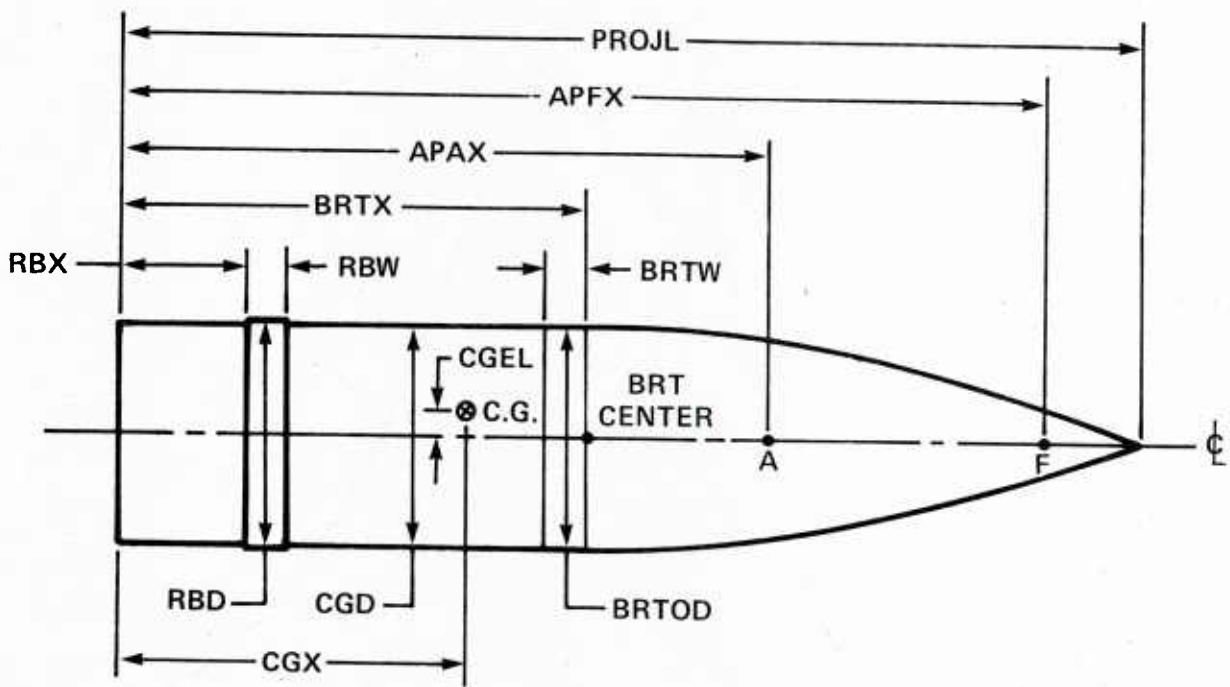 PROJL
APFX
APAX
BRTX
RBX
RBW
BRTW
CGEL
C.G.
BRT
CENTER
A
F
℄
RBD
CGD
BRTOD
CGX